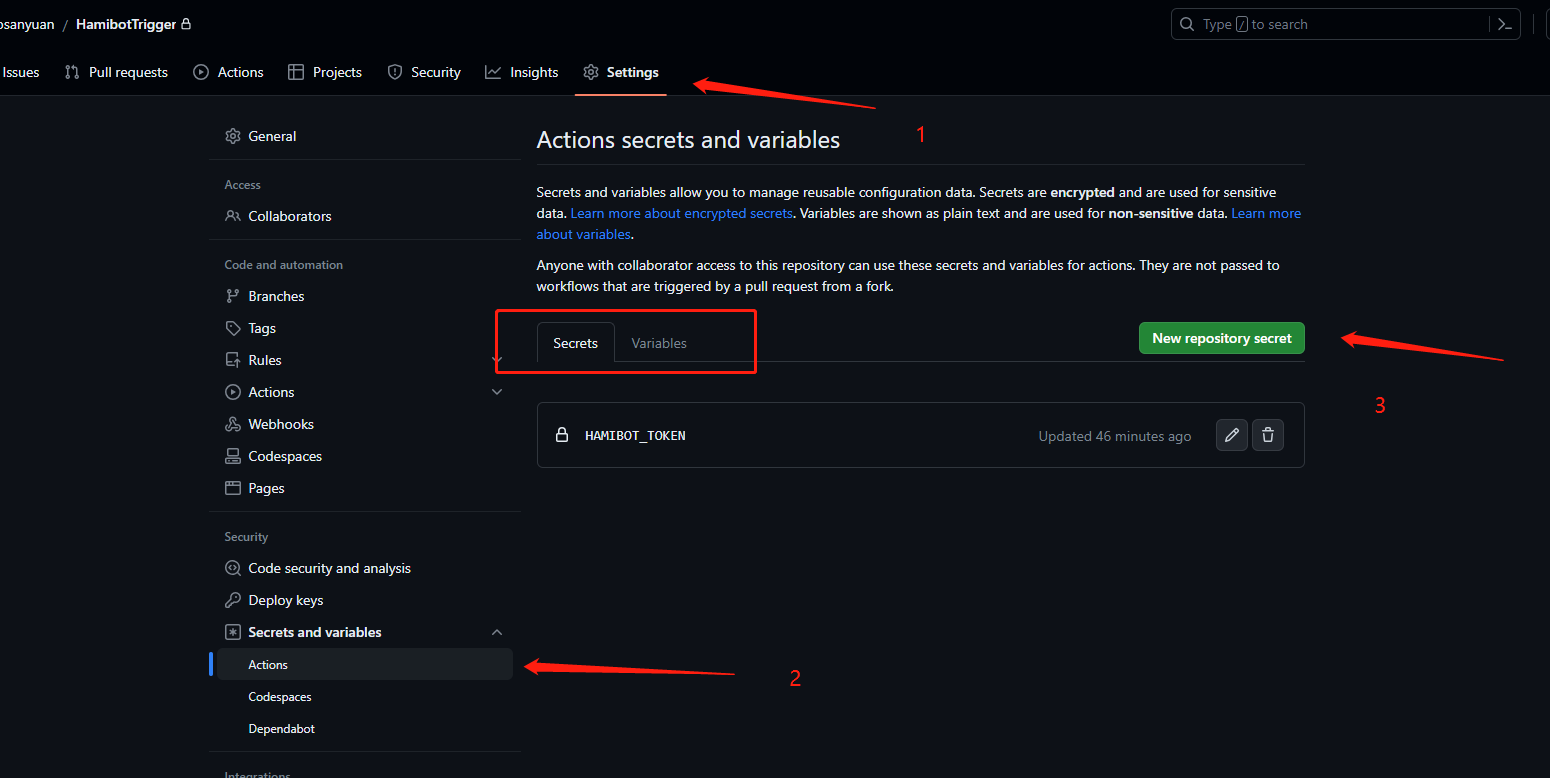 osanyuan / HamibotTrigger
Type / to search
Issues Pull requests Actions Projects Security Insights Settings
1
General
Access
Collaborators
Code and automation
Branches
Tags
Rules
Actions
Webhooks
Codespaces
Pages
Security
Code security and analysis
Deploy keys
Secrets and variables
Actions
Codespaces
Dependabot
Integrations
2
Actions secrets and variables
Secrets and variables allow you to manage reusable configuration data. Secrets are encrypted and are used for sensitive
data. Learn more about encrypted secrets. Variables are shown as plain text and are used for non-sensitive data. Learn more
about variables.
Anyone with collaborator access to this repository can use these secrets and variables for actions. They are not passed to
workflows that are triggered by a pull request from a fork.
Secrets Variables
New repository secret
3
HAMIBOT_TOKEN
Updated 46 minutes ago